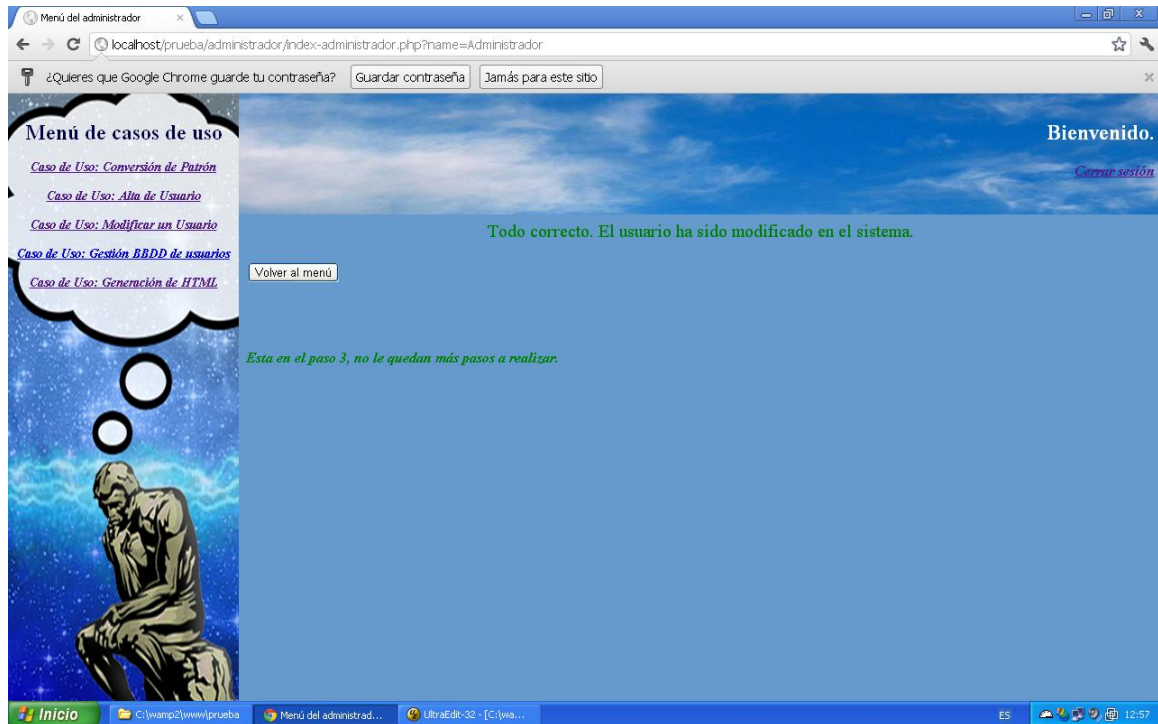 Menú del administrador
localhost/prueba/administrador/index-administrador.php?name=Administrador
¿Quieres que Google Chrome guarde tu contraseña? Guardar contraseña Jamás para este sitio
Menú de casos de uso
Caso de Uso: Conversión de Patrón
Caso de Uso: Alta de Usuario
Caso de Uso: Modificar un Usuario
Caso de Uso: Gestión BBDD de usuarios
Caso de Uso: Generación de HTML
Bienvenido.
Cerrar sesión
Todo correcto. El usuario ha sido modificado en el sistema.
Volver al menú
Esta en el paso 3, no le quedan más pasos a realizar.
Inicio C:\wamp2\www\prueba Menú del administrad... UltraEdit-32 - [C:\wa... ES 12:57